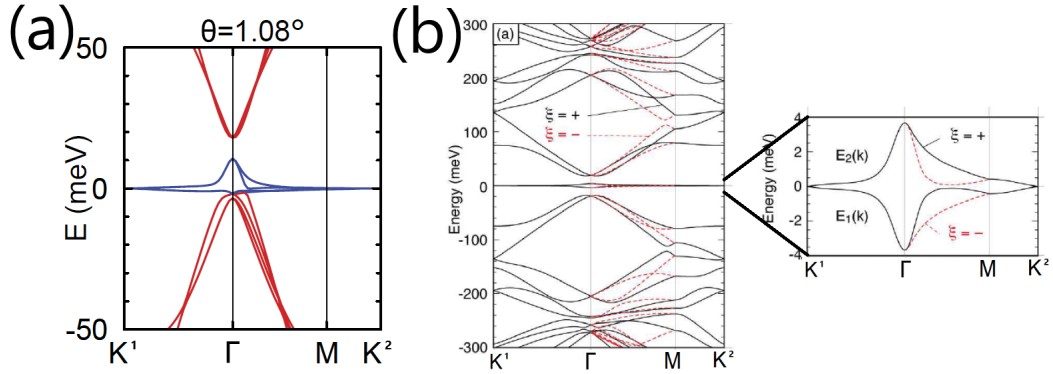 (a)
θ=1.08°
50
0
-50
E (meV)
K¹
Γ
M
K²
(b)
(a)
300
200
100
0
-100
-200
-300
Energy (meV)
ξ = +
ξ = −
K¹
Γ
M
K²
4
2
0
-2
-4
Energy (meV)
E₂(k)
E₁(k)
ξ = +
ξ = −
K¹
Γ
M
K²